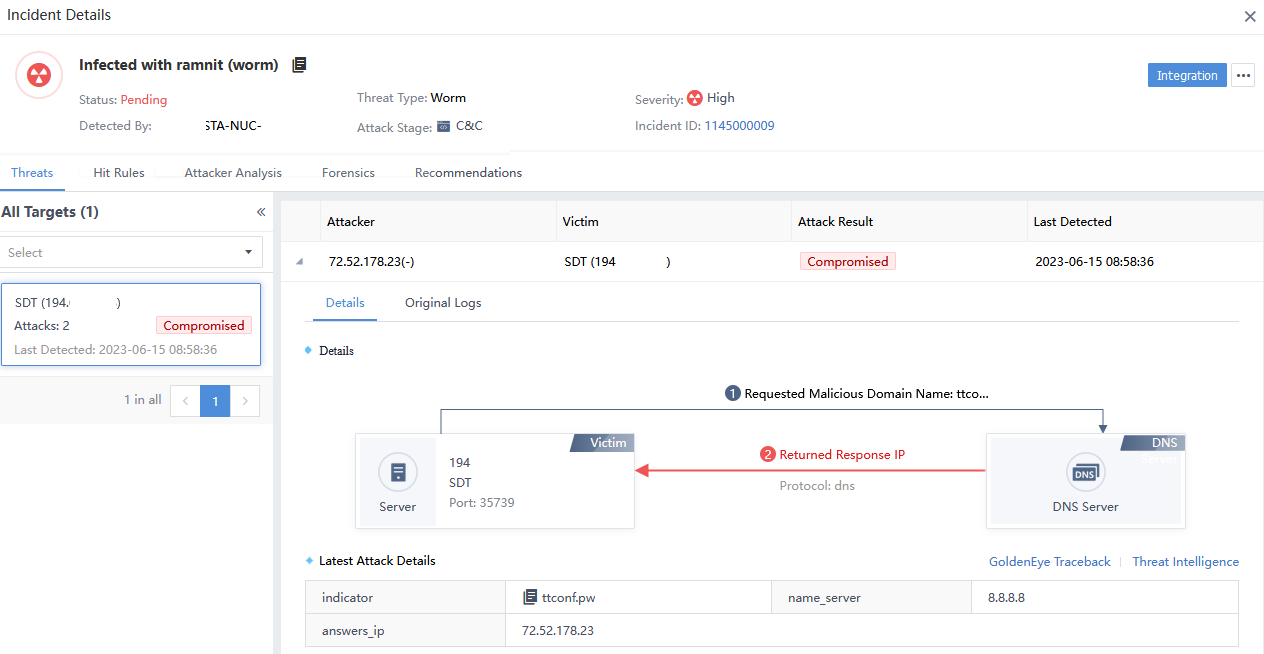 Incident Details
Infected with ramnit (worm)
Integration
Status: Pending
Threat Type: Worm
Severity: High
Detected By: STA-NUC-
Attack Stage: C&C
Incident ID: 1145000009
Threats Hit Rules Attacker Analysis Forensics Recommendations
All Targets (1)
Select
SDT (194. )
Attacks: 2 Compromised
Last Detected: 2023-06-15 08:58:36
1 in all 1
Attacker Victim Attack Result Last Detected
72.52.178.23(-) SDT (194 ) Compromised 2023-06-15 08:58:36
Details Original Logs
Details
1 Requested Malicious Domain Name: ttco...
Victim
194
SDT
Port: 35739
Server
2 Returned Response IP
Protocol: dns
DNS
DNS
DNS Server
Latest Attack Details
GoldenEye Traceback Threat Intelligence
indicator ttconf.pw name_server 8.8.8.8
answers_ip 72.52.178.23